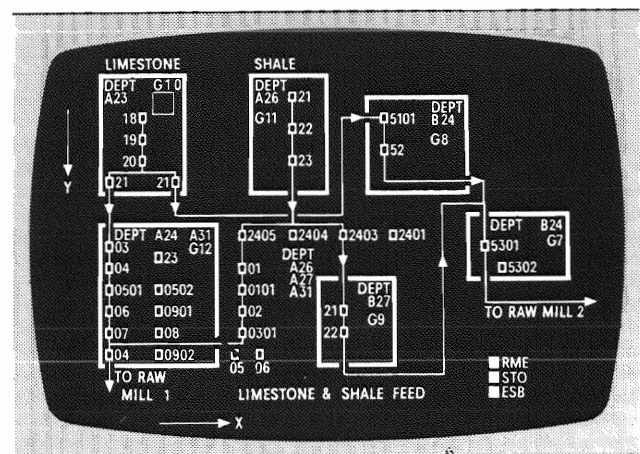 LIMESTONE
SHALE
DEPT G10
A23
18
19
20
21 21
DEPT
A26 21
G11
22
23
5101 DEPT
B24
G8
52
Y
DEPT A24 A31
G12
03
23
04
0501 0502
06 0901
07 08
04 0902
2405 2404 2403 2401
DEPT
A26
A27
A31
01
0101
02
0301
05 06
DEPT
B27
G9
21
22
DEPT B24
G7
5301
5302
TO RAW MILL 2
TO RAW
MILL 1
LIMESTONE & SHALE FEED
RME
STO
ESB
X